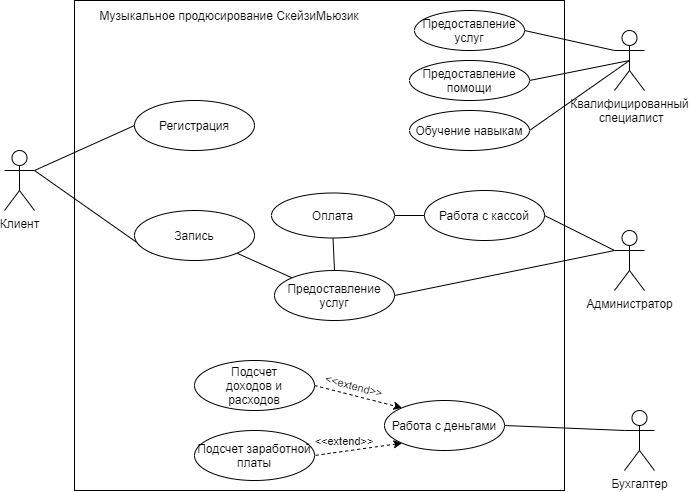 Музыкальное продюсирование СкейзиМьюзик
Предоставление
услуг
Предоставление
помощи
Обучение навыкам
Квалифицированный
специалист
Регистрация
Клиент
Запись
Оплата
Работа с кассой
Предоставление
услуг
Администратор
Подсчет
доходов и
расходов
<<extend>>
Работа с деньгами
Подсчет заработной
платы
<<extend>>
Бухгалтер